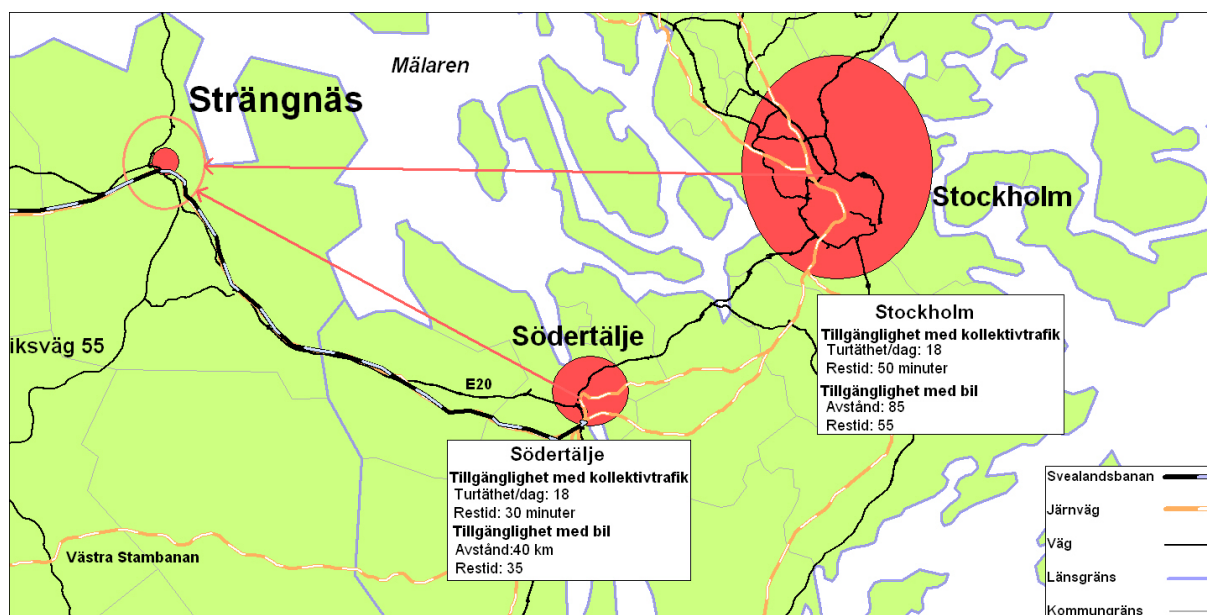 Mälaren
Strängnäs
Stockholm
Södertälje
iksväg 55
E20
Stockholm
Tillgänglighet med kollektivtrafik
Turtäthet/dag: 18
Restid: 50 minuter
Tillgänglighet med bil
Avstånd: 85
Restid: 55
Södertälje
Tillgänglighet med kollektivtrafik
Turtäthet/dag: 18
Restid: 30 minuter
Tillgänglighet med bil
Avstånd:40 km
Restid: 35
Västra Stambanan
Svealandsbanan
Järnväg
Väg
Länsgräns
Kommungräns